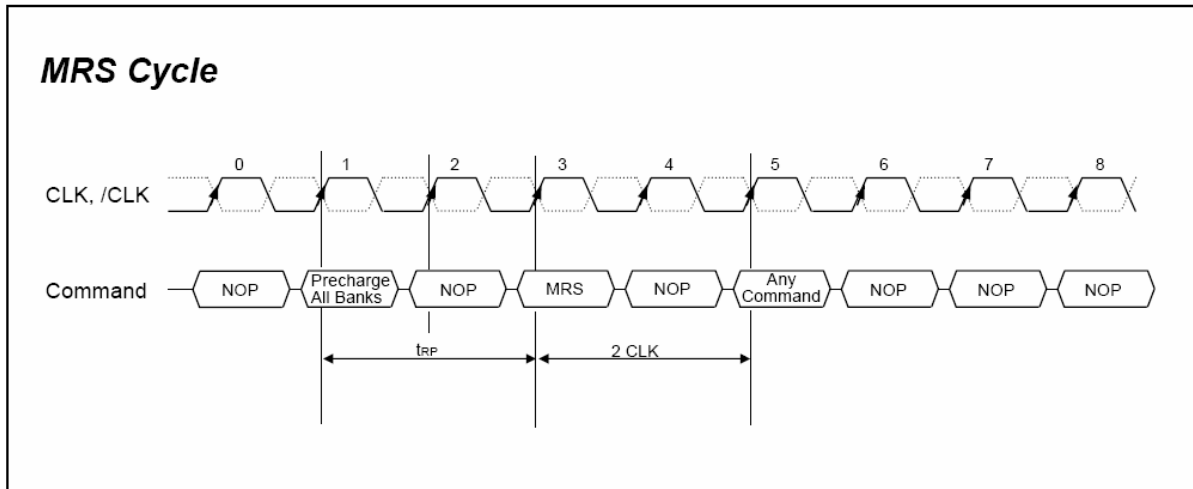 MRS Cycle
0 1 2 3 4 5 6 7 8
CLK, /CLK
Command
NOP
Precharge
All Banks
NOP
MRS
NOP
Any
Command
NOP
NOP
NOP
tRP
2 CLK